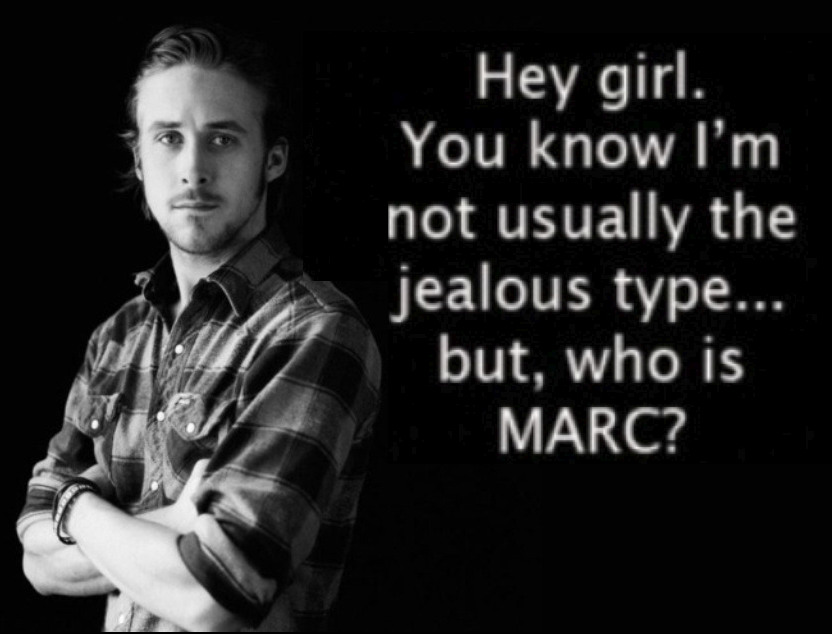 Hey girl.
You know I'm
not usually the
jealous type...
but, who is
MARC?